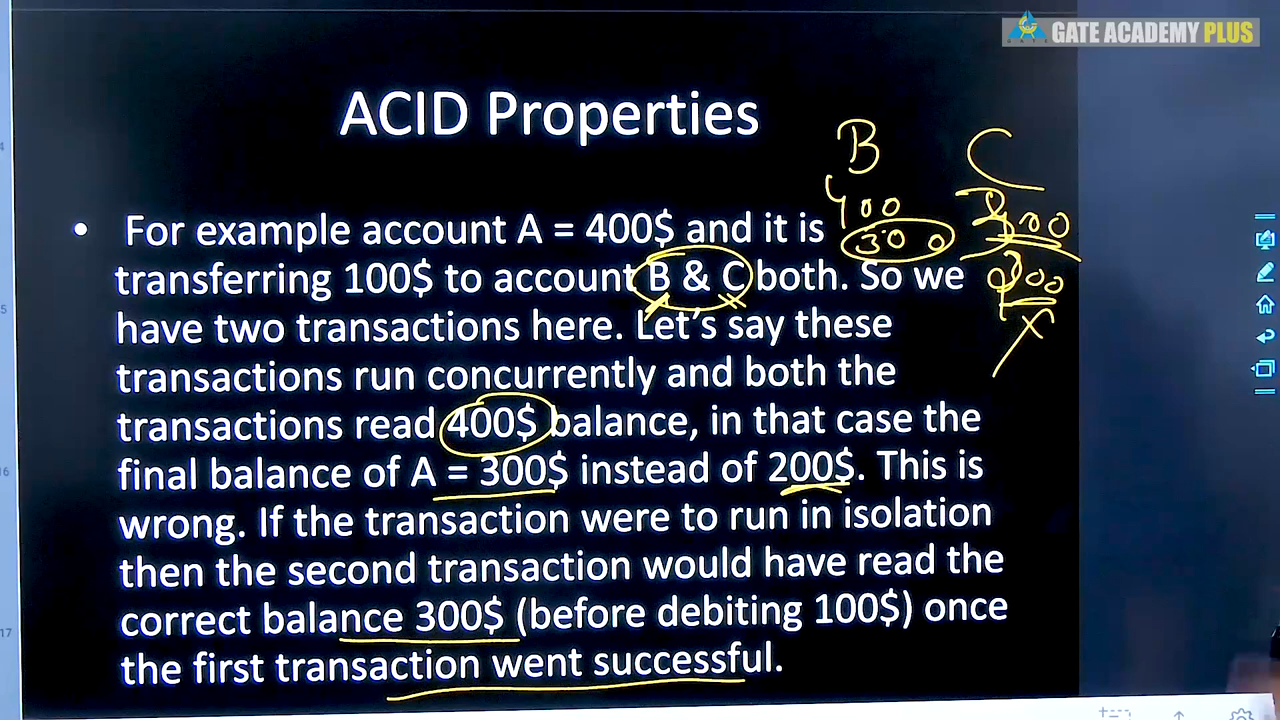 GATE ACADEMY PLUS
ACID Properties
B
C
400
300
• For example account A = 400$ and it is
transferring 100$ to account B & C both. So we
have two transactions here. Let's say these
transactions run concurrently and both the
transactions read 400$ balance, in that case the
final balance of A = 300$ instead of 200$. This is
wrong. If the transaction were to run in isolation
then the second transaction would have read the
correct balance 300$ (before debiting 100$) once
the first transaction went successful.
16
17